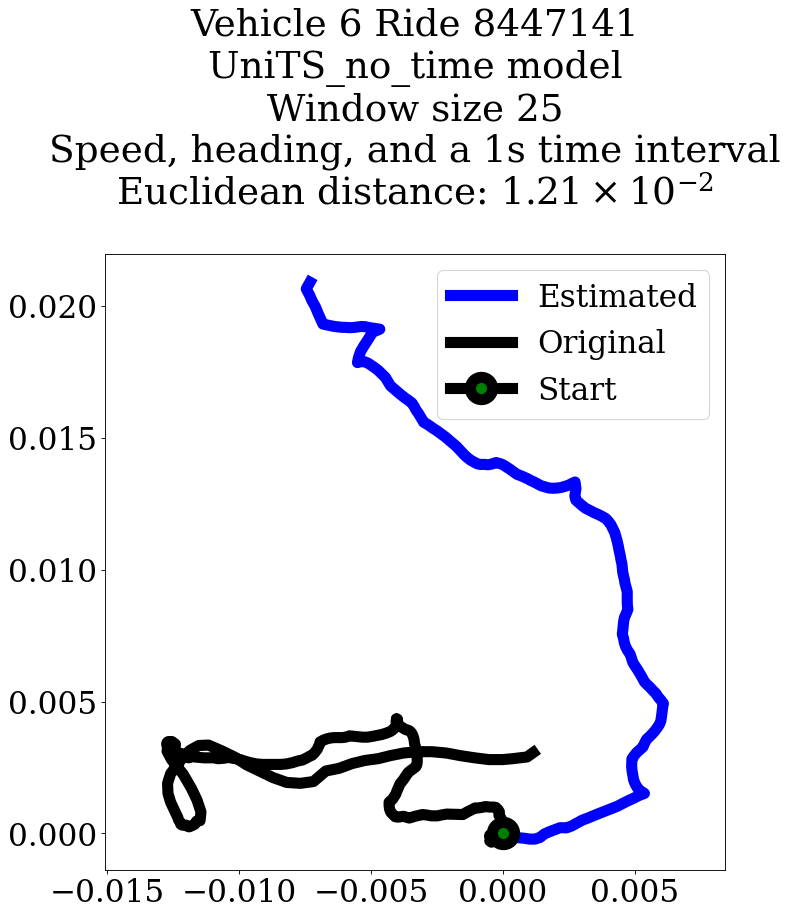 Vehicle 6 Ride 8447141
UniTS_no_time model
Window size 25
Speed, heading, and a 1s time interval
Euclidean distance: 1.21 × 10⁻²
Estimated
Original
Start
0.020
0.015
0.010
0.005
0.000
−0.015 −0.010 −0.005 0.000 0.005